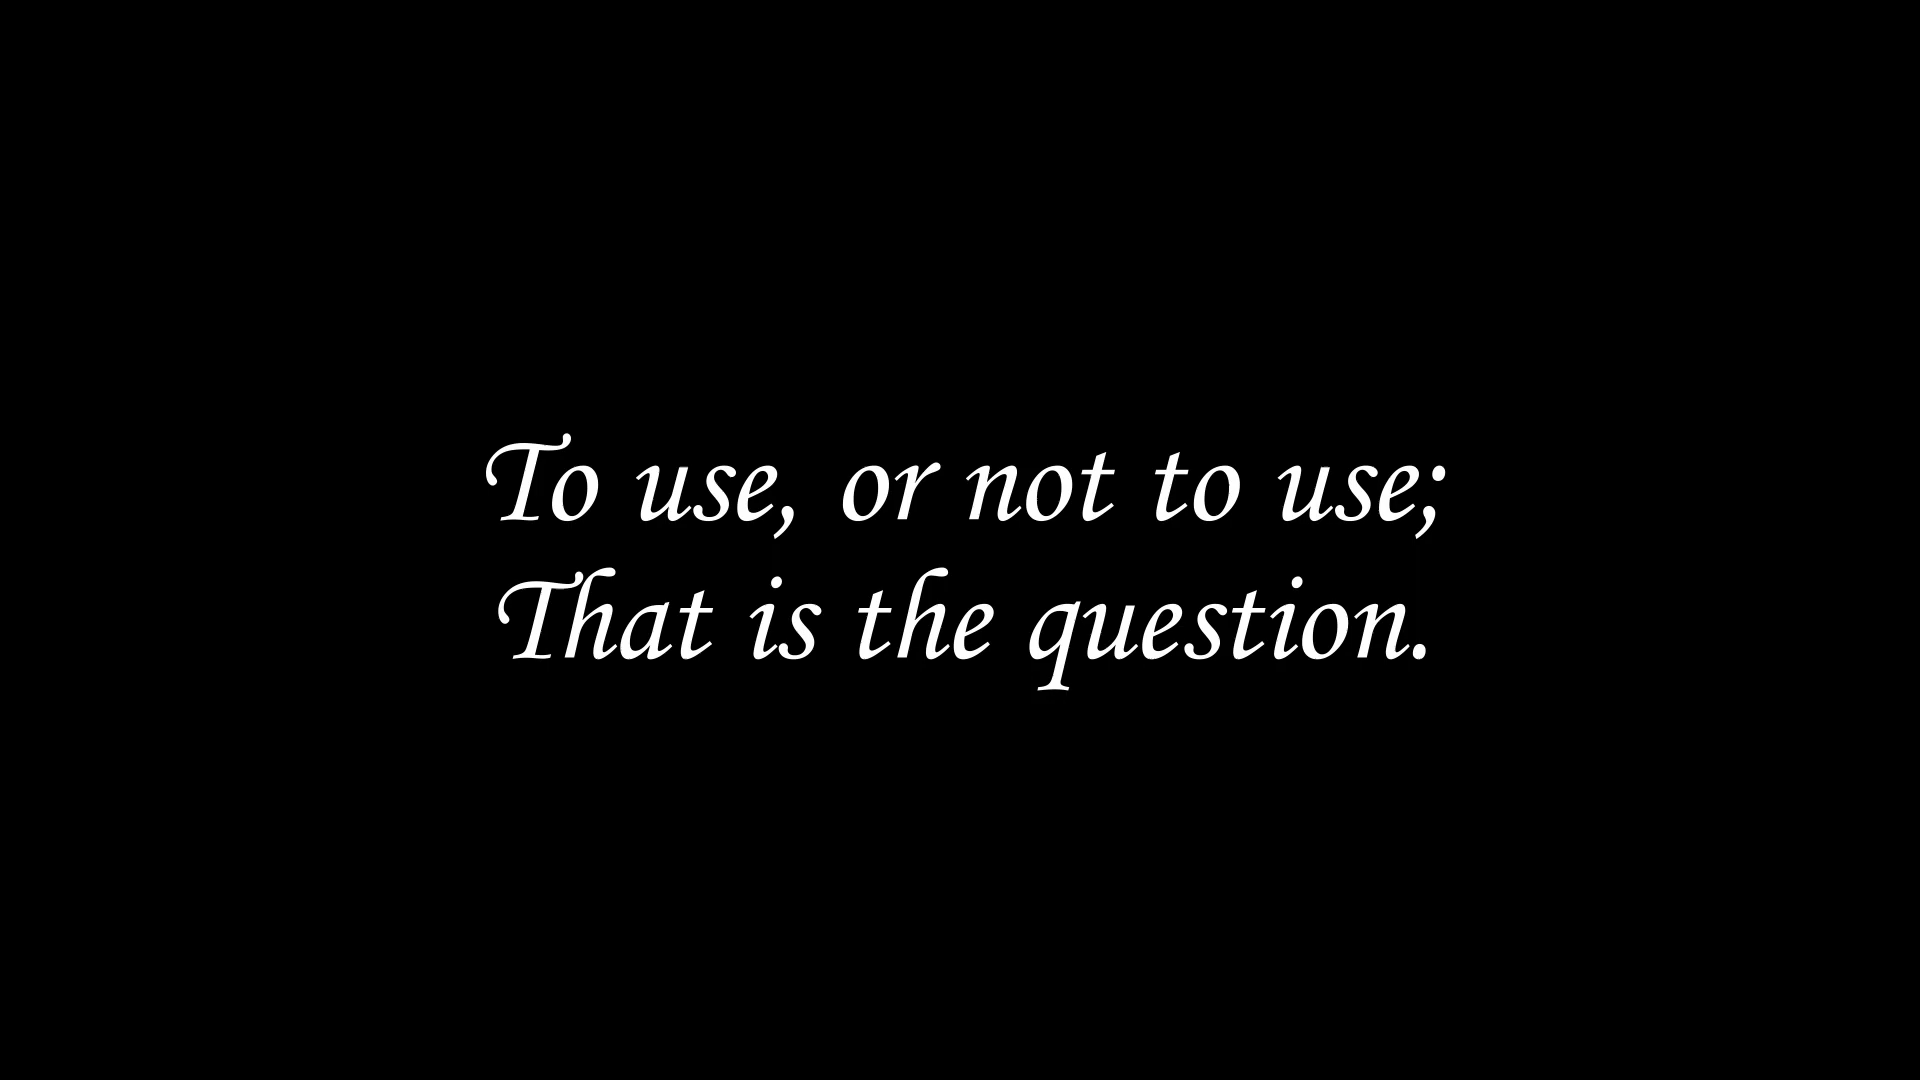 To use, or not to use;
That is the question.